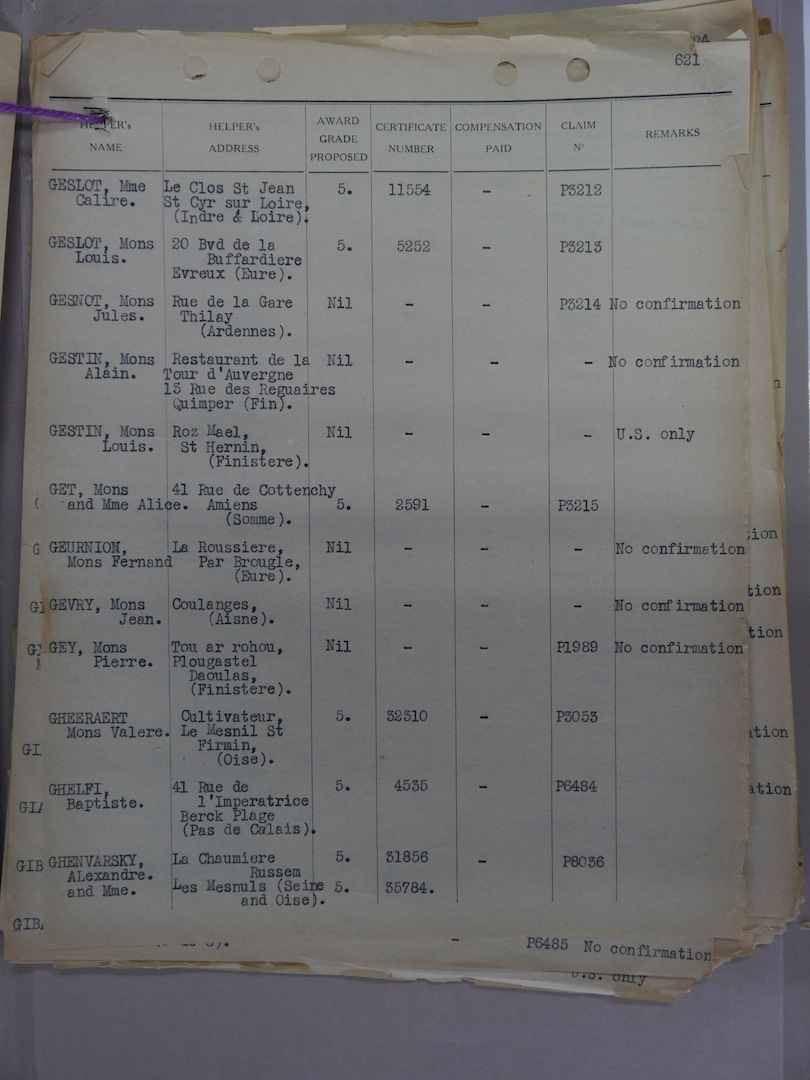 621
HELPER's NAME HELPER's ADDRESS AWARD GRADE PROPOSED CERTIFICATE NUMBER COMPENSATION PAID CLAIM Nº REMARKS
GESLOT, Mme Le Clos St Jean 5. 11554 - P3212
Calire. St Cyr sur Loire,
(Indre & Loire).
GESLOT, Mons 20 Bvd de la 5. 5252 - P3213
Louis. Buffardiere
Evreux (Eure).
GESNOT, Mons Rue de la Gare Nil - - P3214 No confirmation
Jules. Thilay
(Ardennes).
GESTIN, Mons Restaurant de la Nil - - - No confirmation
Alain. Tour d'Auvergne
13 Rue des Reguaires
Quimper (Fin).
GESTIN, Mons Roz Mael, Nil - - - U.S. only
Louis. St Hernin,
(Finistere).
GET, Mons 41 Rue de Cottenchy
and Mme Alice. Amiens 5. 2591 - P3215
(Somme).
GEURNION, La Roussiere, Nil - - - No confirmation
Mons Fernand Par Brougle,
(Eure).
GEVRY, Mons Coulanges, Nil - - - No confirmation
Jean. (Aisne).
GEY, Mons Tou ar rohou, Nil - - P1989 No confirmation
Pierre. Plougastel
Daoulas,
(Finistere).
GHEERAERT Cultivateur, 5. 32310 - P3053
Mons Valere. Le Mesnil St
Firmin,
(Oise).
GHELFI, 41 Rue de 5. 4535 - P6484
Baptiste. l'Imperatrice
Berck Plage
(Pas de Calais).
GHENVARSKY, La Chaumiere 5. 31856 - P8036
ALexandre. Russem
and Mme. Les Mesnuls (Seine 5. 35784.
and Oise).
- P6485 No confirmation
U.S. only